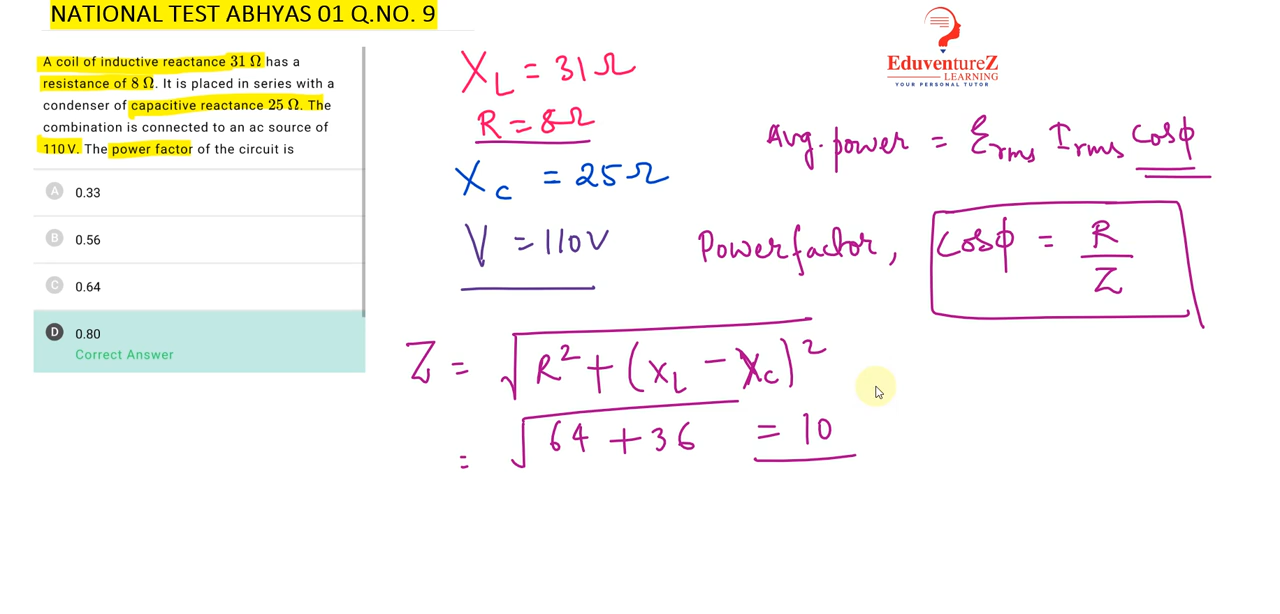 NATIONAL TEST ABHYAS 01 Q.NO. 9
EduventureZ
LEARNING
YOUR PERSONAL TUTOR
A coil of inductive reactance 31 Ω has a
resistance of 8 Ω. It is placed in series with a
condenser of capacitive reactance 25 Ω. The
combination is connected to an ac source of
110 V. The power factor of the circuit is
A 0.33
B 0.56
C 0.64
D 0.80
Correct Answer
X_L = 31 Ω
R = 8Ω
X_C = 25 Ω
V = 110 V
Avg. power = E_rms I_rms cosϕ
Power factor, cosϕ = R/Z
Z = √(R² + (X_L - X_C)²)
= √(64 + 36) = 10